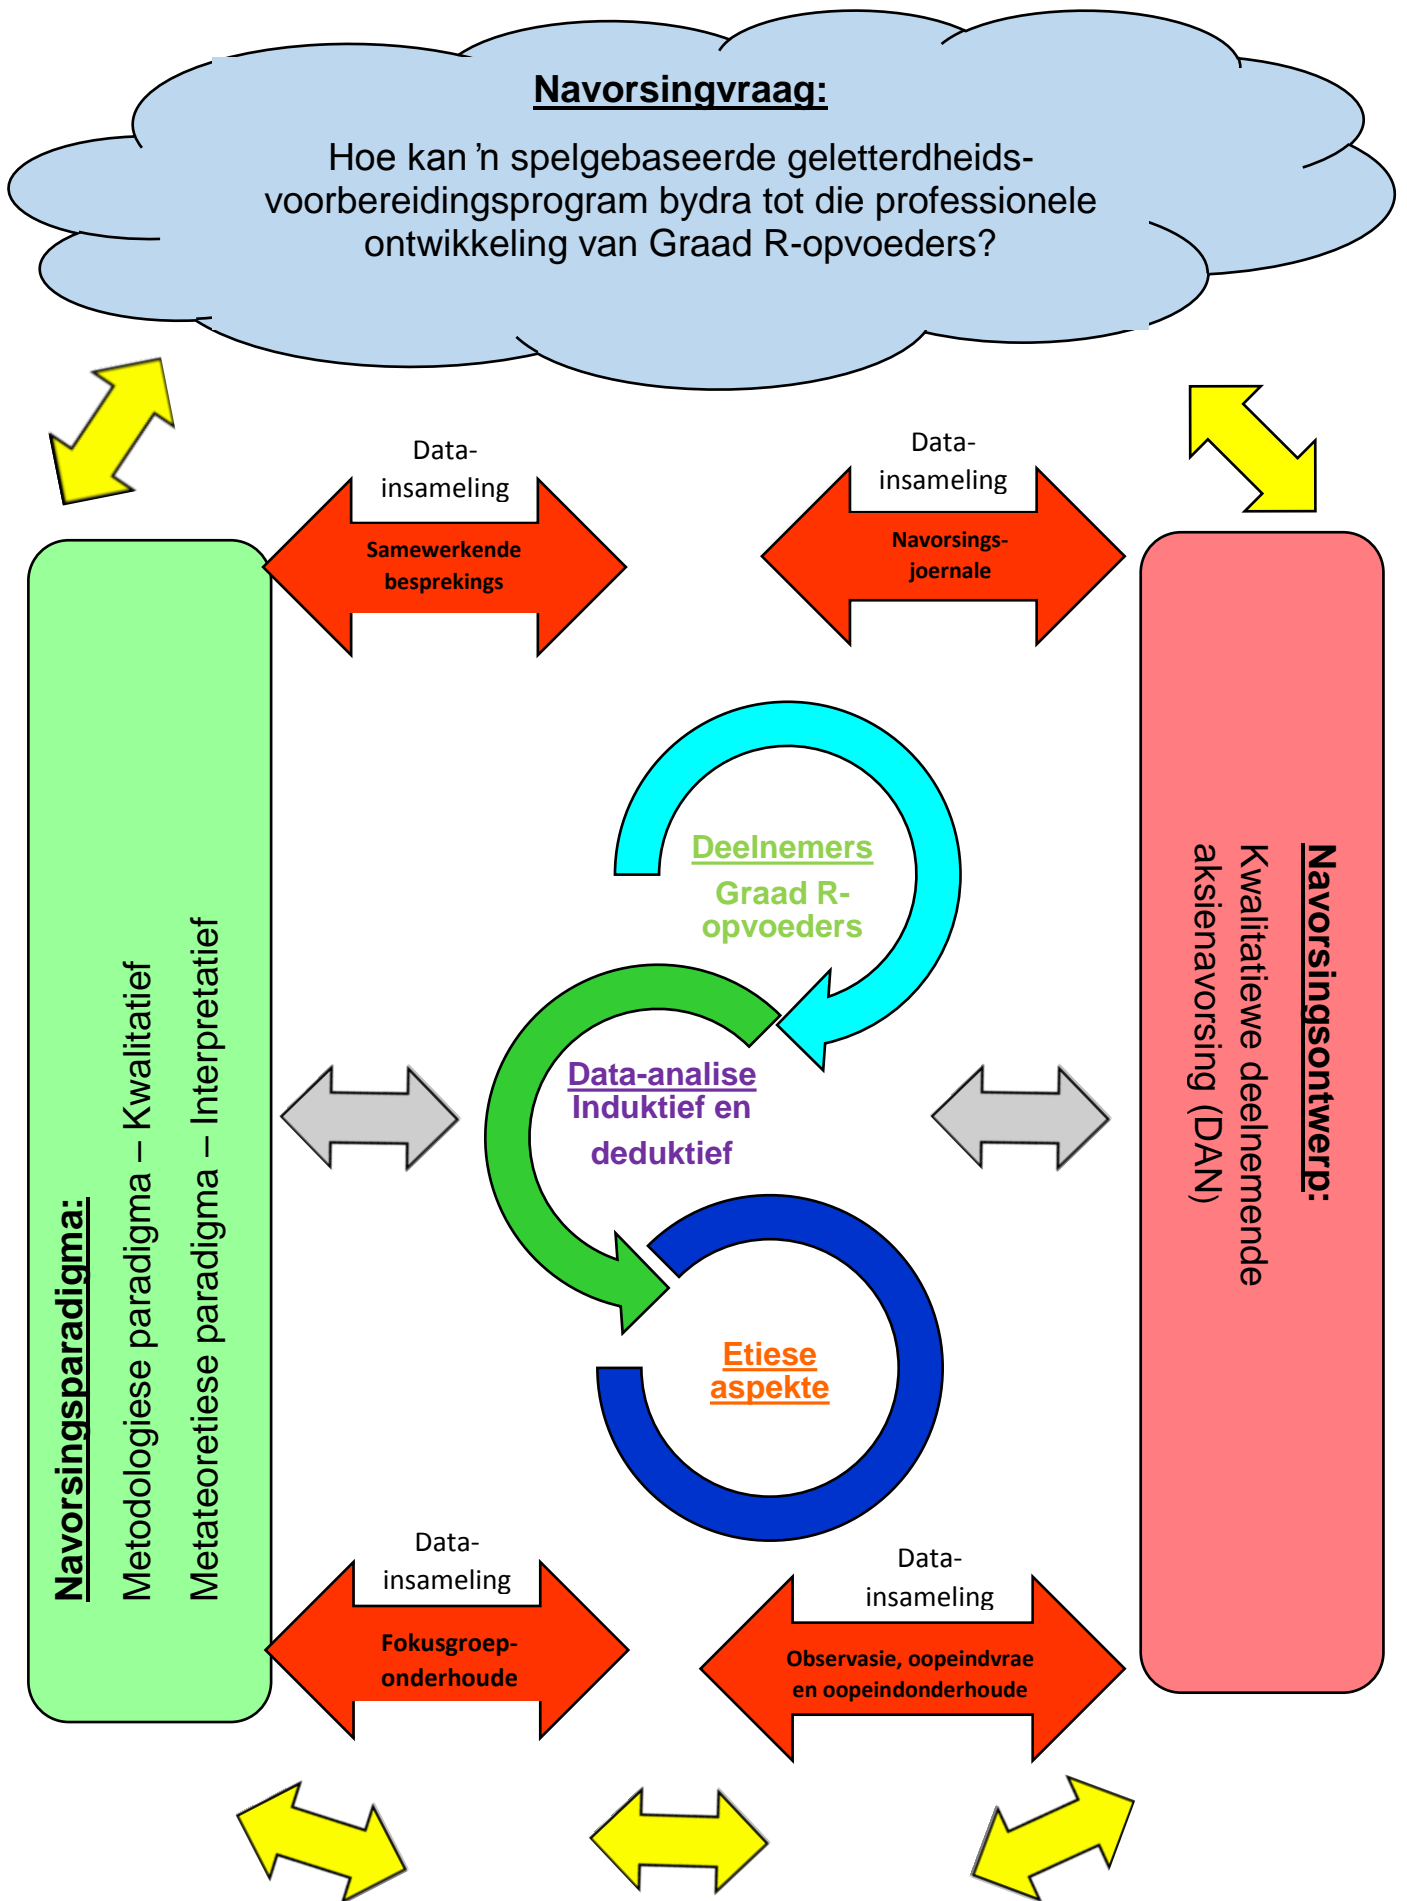 Navorsingvraag:
Hoe kan 'n spelgebaseerde geletterdheids-
voorbereidingsprogram bydra tot die professionele
ontwikkeling van Graad R-opvoeders?
Data-
insameling
Samewerkende
besprekings
Data-
insameling
Navorsings-
joernale
Navorsingsparadigma:
Metodologiese paradigma – Kwalitatief
Metateoretiese paradigma – Interpretatief
Deelnemers
Graad R-
opvoeders
Data-analise
Induktief en
deduktief
Etiese
aspekte
Navorsingsontwerp:
Kwalitatiewe deelnemende
aksienavorsing (DAN)
Data-
insameling
Fokusgroep-
onderhoude
Data-
insameling
Observasie, oopeindvrae
en oopeindonderhoude